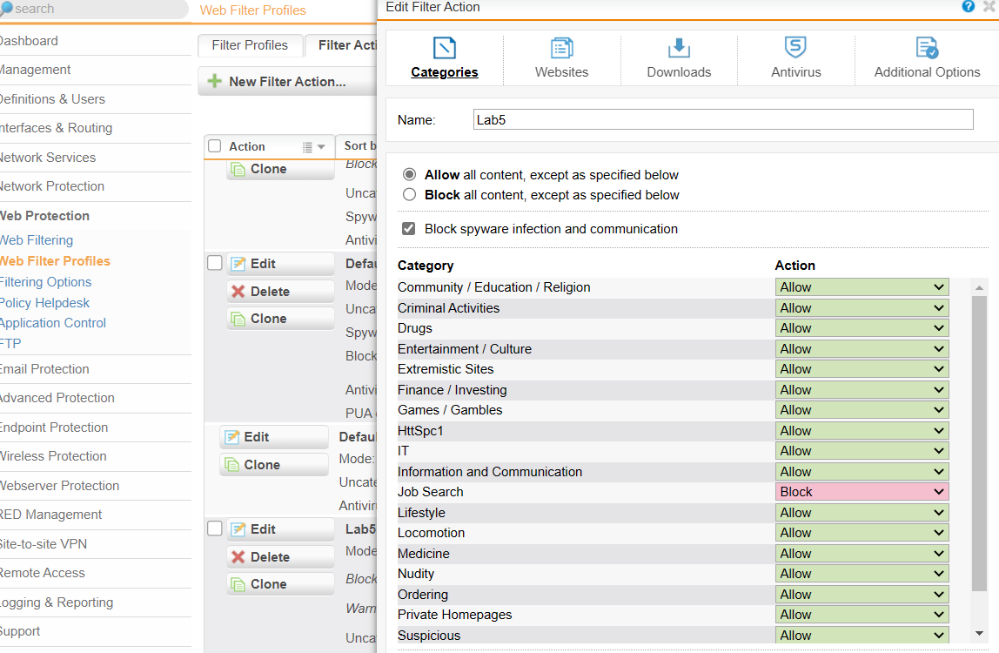 search
Dashboard
Management
Definitions & Users
Interfaces & Routing
Network Services
Network Protection
Web Protection
Web Filtering
Web Filter Profiles
Filtering Options
Policy Helpdesk
Application Control
FTP
Email Protection
Advanced Protection
Endpoint Protection
Wireless Protection
Webserver Protection
RED Management
Site-to-site VPN
Remote Access
Logging & Reporting
Support
Web Filter Profiles
Filter Profiles
Filter Acti
New Filter Action...
Action
Sort b
Block
Clone
Uncat
Spyw
Antivi
Edit
Defau
Delete
Mode
Clone
Uncat
Spyw
Block
Antivi
PUA
Edit
Defaul
Clone
Mode:
Uncate
Antivir
Edit
Lab5
Delete
Mode
Clone
Block
Warn
Uncat
Edit Filter Action
?
Categories
Websites
Downloads
Antivirus
Additional Options
Name:
Lab5
Allow all content, except as specified below
Block all content, except as specified below
Block spyware infection and communication
Category Action
Community / Education / Religion Allow
Criminal Activities Allow
Drugs Allow
Entertainment / Culture Allow
Extremistic Sites Allow
Finance / Investing Allow
Games / Gambles Allow
HttSpc1 Allow
IT Allow
Information and Communication Allow
Job Search Block
Lifestyle Allow
Locomotion Allow
Medicine Allow
Nudity Allow
Ordering Allow
Private Homepages Allow
Suspicious Allow